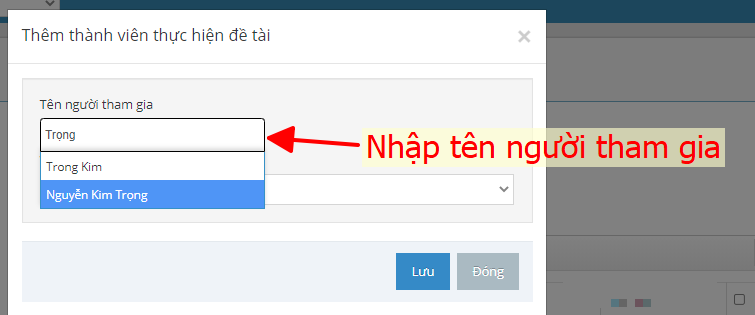 Thêm thành viên thực hiện đề tài
×
Tên người tham gia
Trọng
Nhập tên người tham gia
Trong Kim
Nguyễn Kim Trọng
Lưu
Đóng